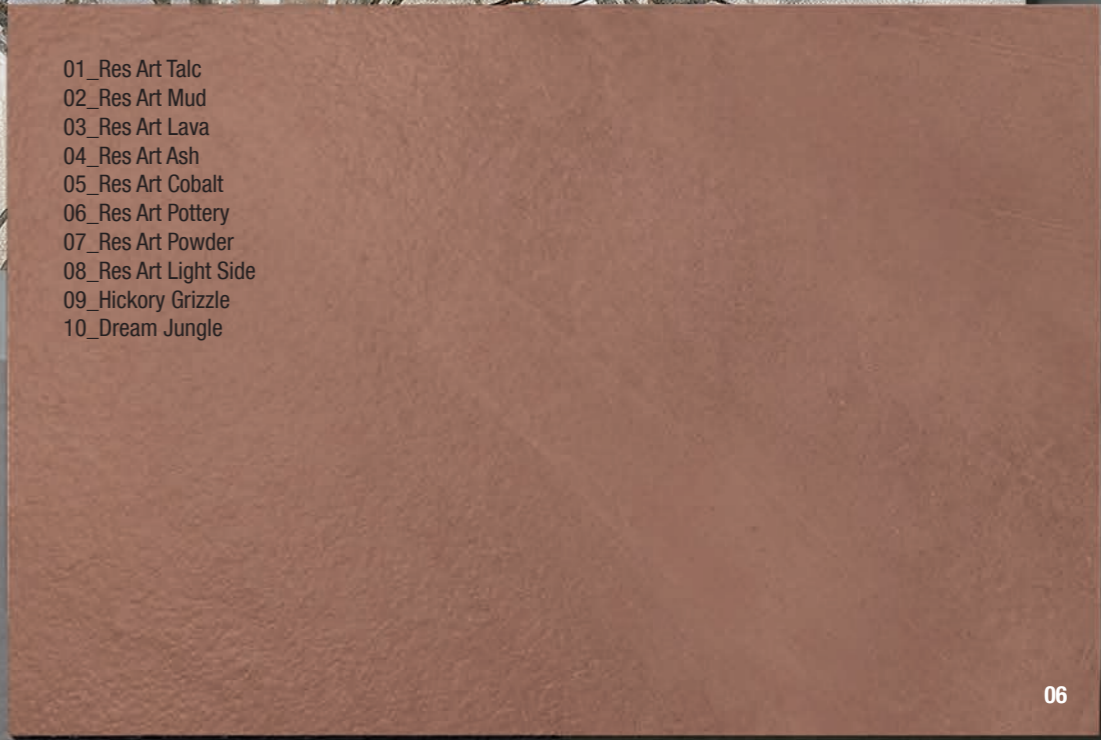 01_Res Art Talc
02_Res Art Mud
03_Res Art Lava
04_Res Art Ash
05_Res Art Cobalt
06_Res Art Pottery
07_Res Art Powder
08_Res Art Light Side
09_Hickory Grizzle
10_Dream Jungle
06